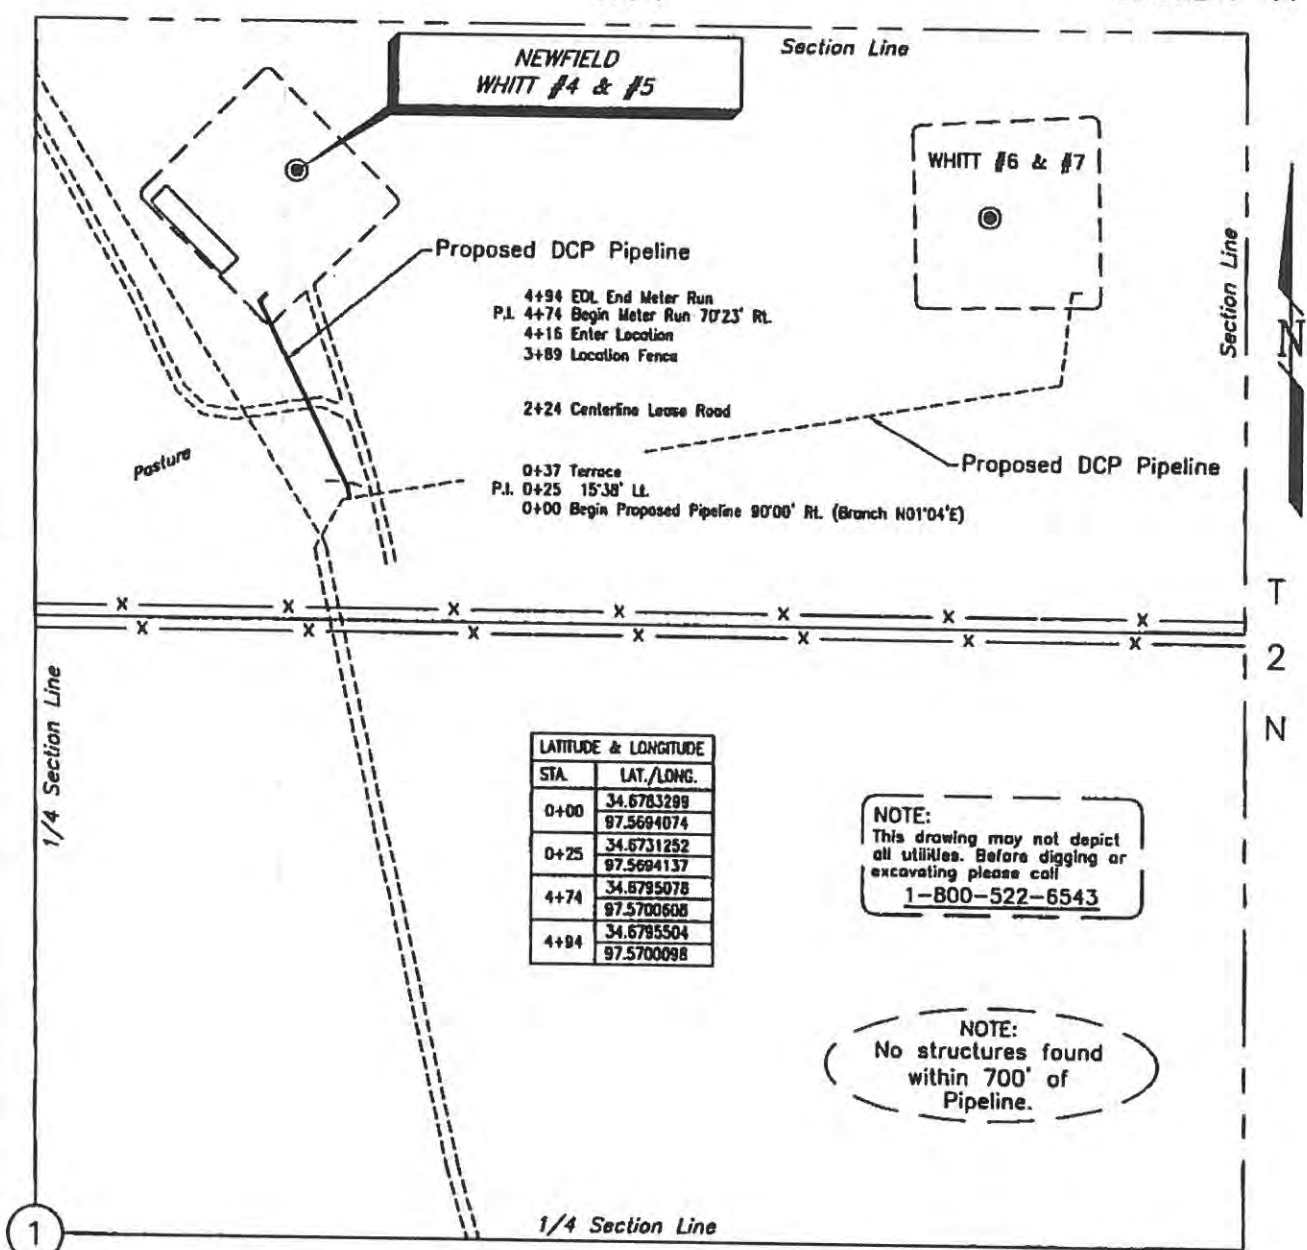 Section Line
NEWFIELD
WHITT #4 & #5
WHITT #6 & #7
Section Line
N
Proposed DCP Pipeline
4+94 EOL End Meter Run
P.I. 4+74 Begin Meter Run 70°23' Rt.
4+16 Enter Location
3+89 Location Fence
2+24 Centerline Lease Road
Pasture
Proposed DCP Pipeline
0+37 Terrace
P.I. 0+25 15°38' Lt.
0+00 Begin Proposed Pipeline 90°00' Rt. (Branch N01°04'E)
T
2
N
1/4 Section Line
LATITUDE & LONGITUDE
STA. LAT./LONG.
0+00 34.6783299
97.5694074
0+25 34.6731252
97.5694137
4+74 34.6795078
97.5700606
4+94 34.6795504
97.5700098
NOTE:
This drawing may not depict
all utilities. Before digging or
excavating please call
1-800-522-6543
NOTE:
No structures found
within 700' of
Pipeline.
1
1/4 Section Line